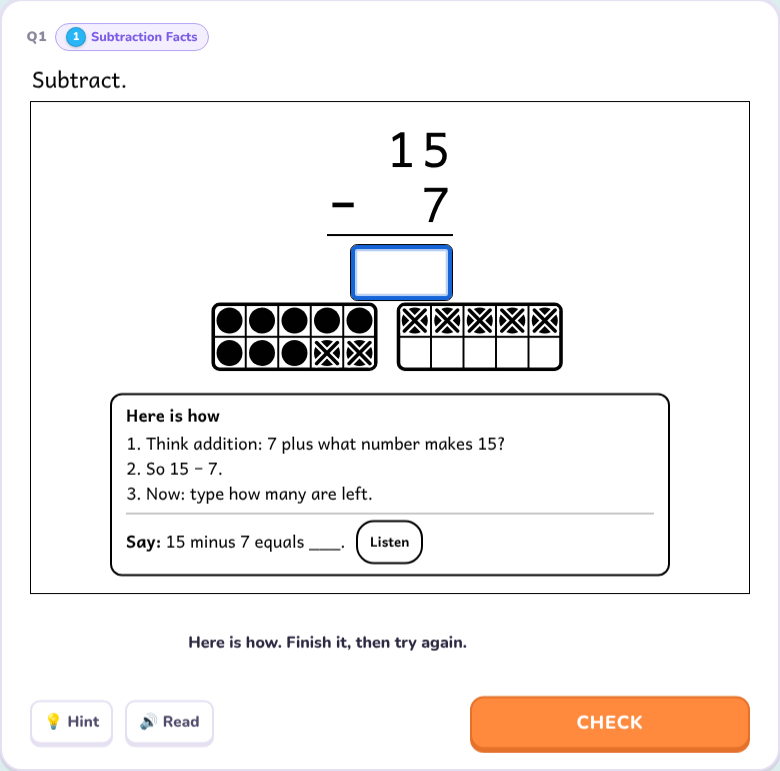 Q1 1 Subtraction Facts
Subtract.
15
− 7
Here is how
1. Think addition: 7 plus what number makes 15?
2. So 15 − 7.
3. Now: type how many are left.
Say: 15 minus 7 equals ____. Listen
Here is how. Finish it, then try again.
💡 Hint 🔊 Read CHECK